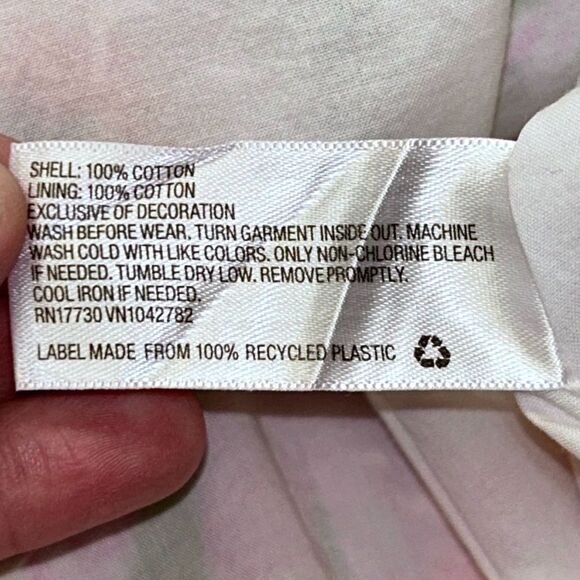 SHELL: 100% COTTON
LINING: 100% COTTON
EXCLUSIVE OF DECORATION
WASH BEFORE WEAR. TURN GARMENT INSIDE OUT. MACHINE
WASH COLD WITH LIKE COLORS. ONLY NON-CHLORINE BLEACH
IF NEEDED. TUMBLE DRY LOW. REMOVE PROMPTLY.
COOL IRON IF NEEDED.
RN17730 VN1042782
LABEL MADE FROM 100% RECYCLED PLASTIC